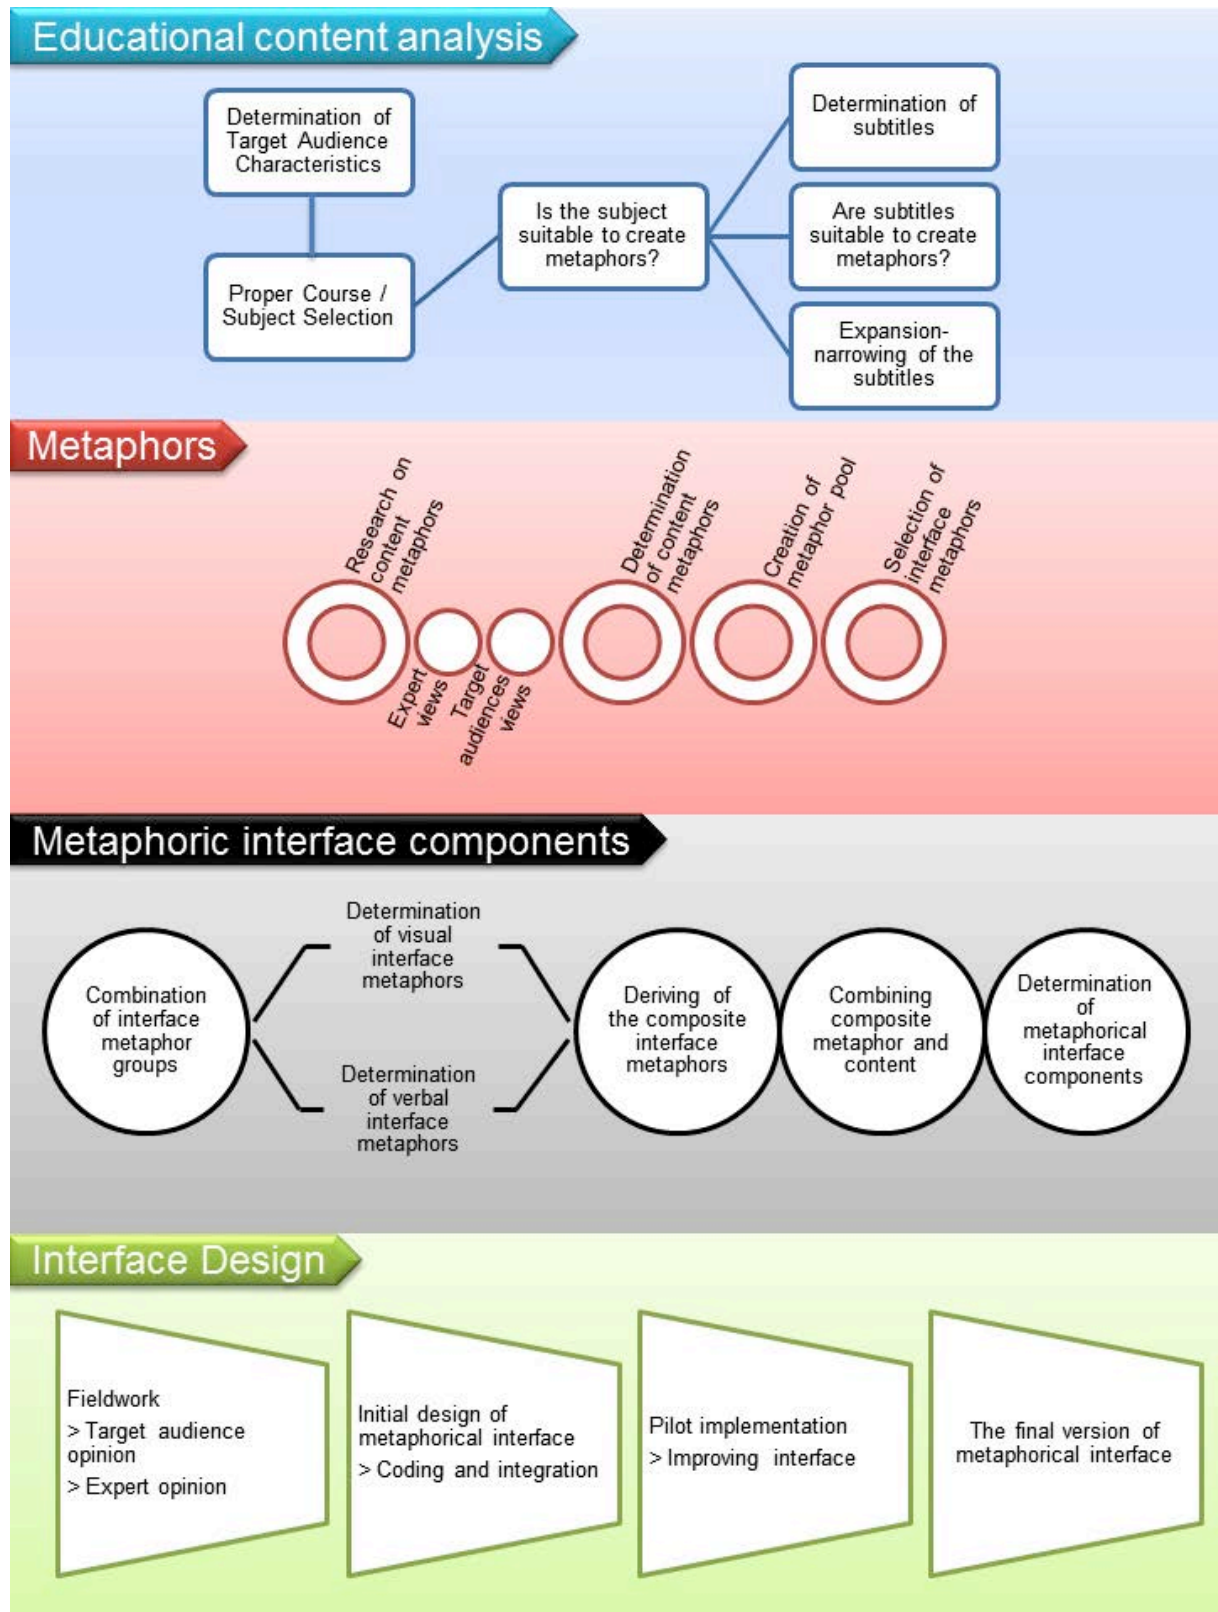 Educational content analysis
Determination of
Target Audience
Characteristics
Proper Course /
Subject Selection
Is the subject
suitable to create
metaphors?
Determination of
subtitles
Are subtitles
suitable to create
metaphors?
Expansion-
narrowing of the
subtitles
Metaphors
Research on
content
metaphors
Expert
views
Target
audiences
views
Determination
of content
metaphors
Creation of
metaphor pool
Selection of
interface
metaphors
Metaphoric interface components
Combination
of interface
metaphor
groups
Determination
of visual
interface
metaphors
Determination
of verbal
interface
metaphors
Deriving of
the composite
interface
metaphors
Combining
composite
metaphor and
content
Determination
of
metaphorical
interface
components
Interface Design
Fieldwork
> Target audience
opinion
> Expert opinion
Initial design of
metaphorical interface
> Coding and integration
Pilot implementation
> Improving interface
The final version of
metaphorical interface